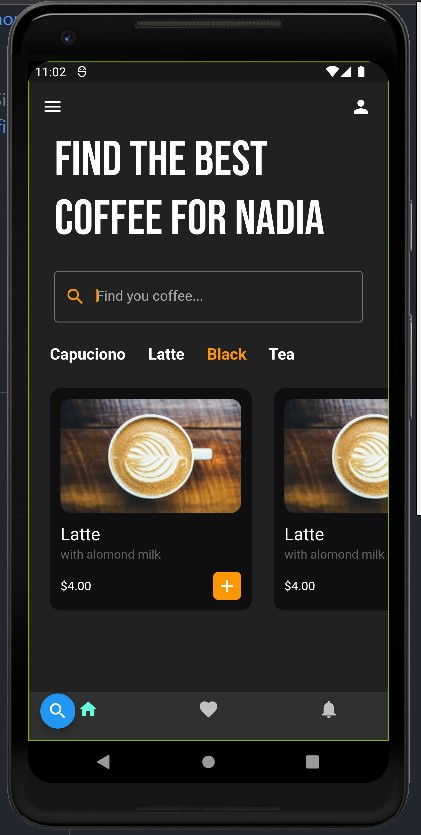 11:02
FIND THE BEST
COFFEE FOR NADIA
Find you coffee...
Capuciono Latte Black Tea
Latte
with alomond milk
$4.00
Latte
with alomond milk
$4.00